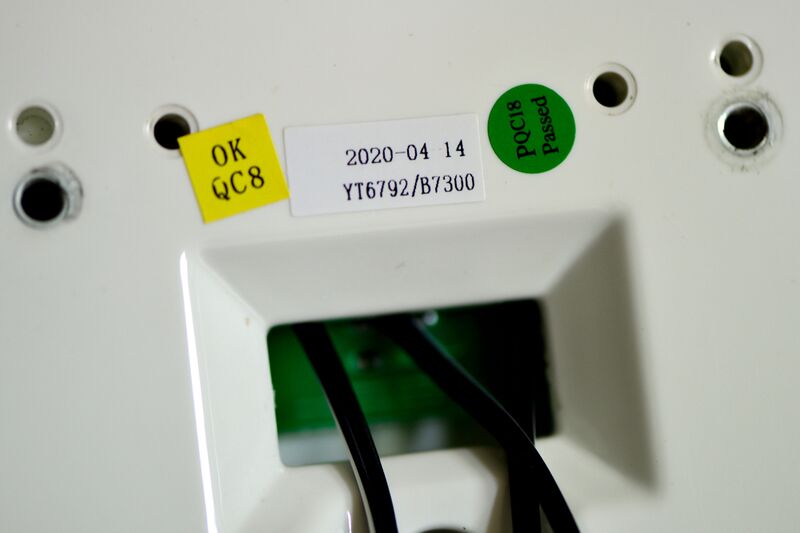 OK
QC8
2020-04 14
YT6792/B7300
PQC18
Passed